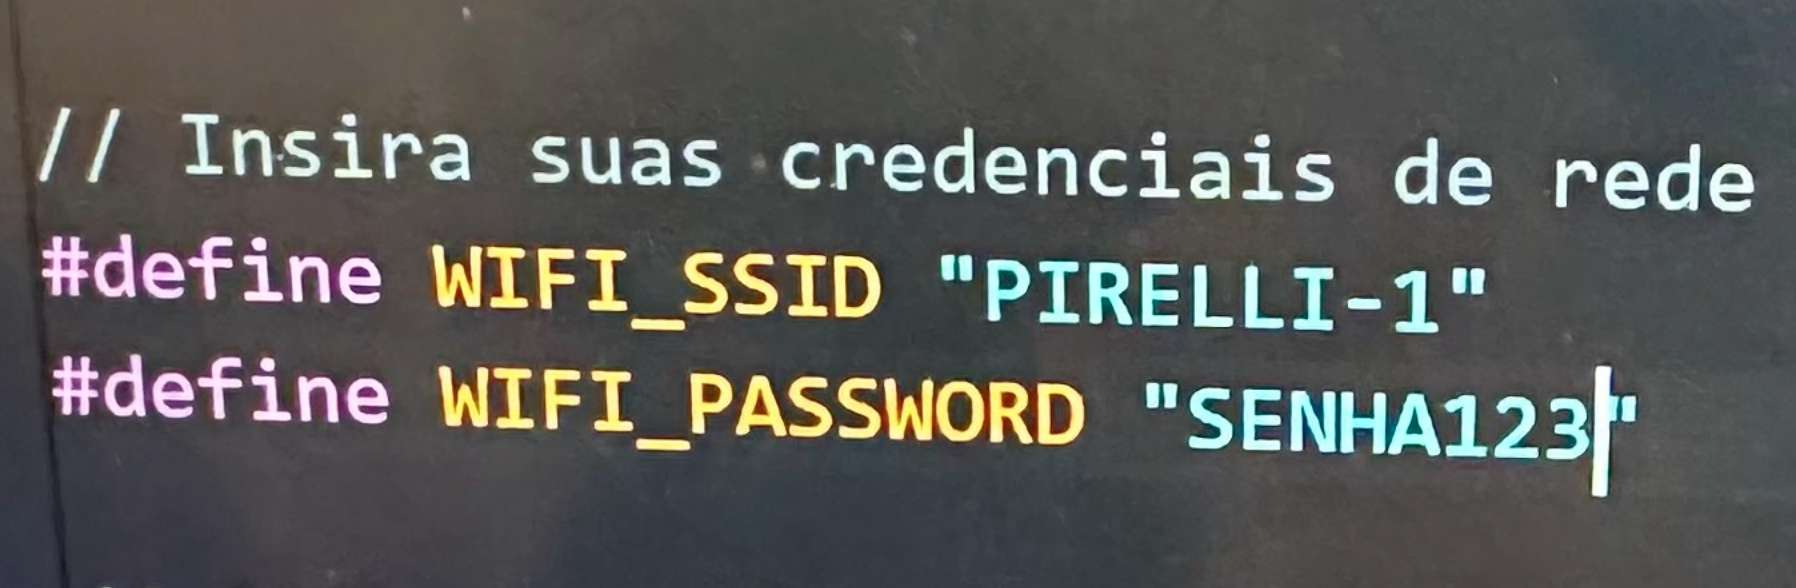 // Insira suas credenciais de rede
#define WIFI_SSID "PIRELLI-1"
#define WIFI_PASSWORD "SENHA123"